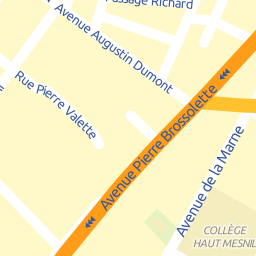 Passage Richard
Avenue Augustin Dumont
Rue Pierre Valette
Avenue Pierre Brossolette
Avenue de la Marne
COLLÈGE
HAUT MESNIL